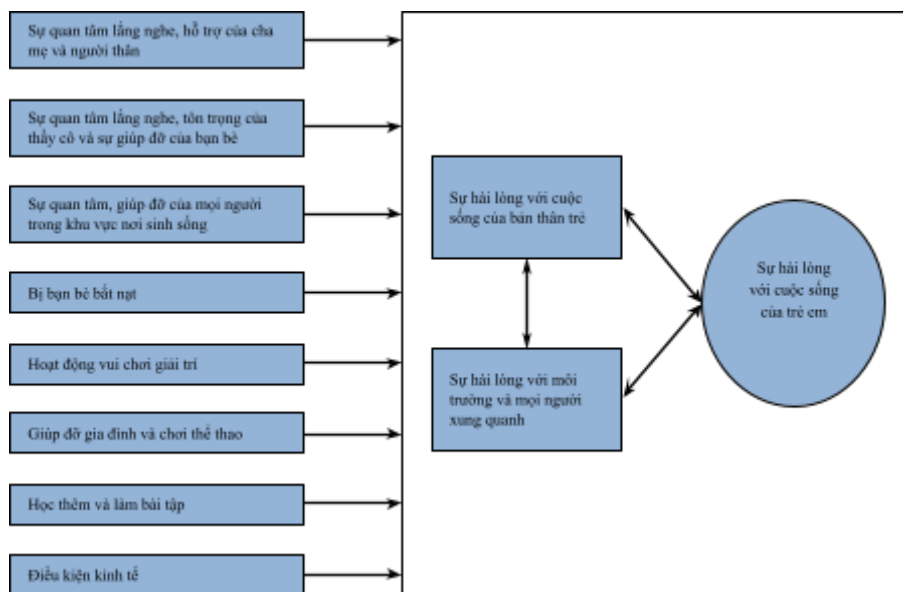 Sự quan tâm lắng nghe, hỗ trợ của cha
mẹ và người thân
Sự quan tâm lắng nghe, tôn trọng của
thầy cô và sự giúp đỡ của bạn bè
Sự quan tâm, giúp đỡ của mọi người
trong khu vực nơi sinh sống
Bị bạn bè bắt nạt
Hoạt động vui chơi giải trí
Giúp đỡ gia đình và chơi thể thao
Học thêm và làm bài tập
Điều kiện kinh tế
Sự hài lòng với cuộc
sống của bản thân trẻ
Sự hài lòng với môi
trường và mọi người
xung quanh
Sự hài lòng
với cuộc sống
của trẻ em